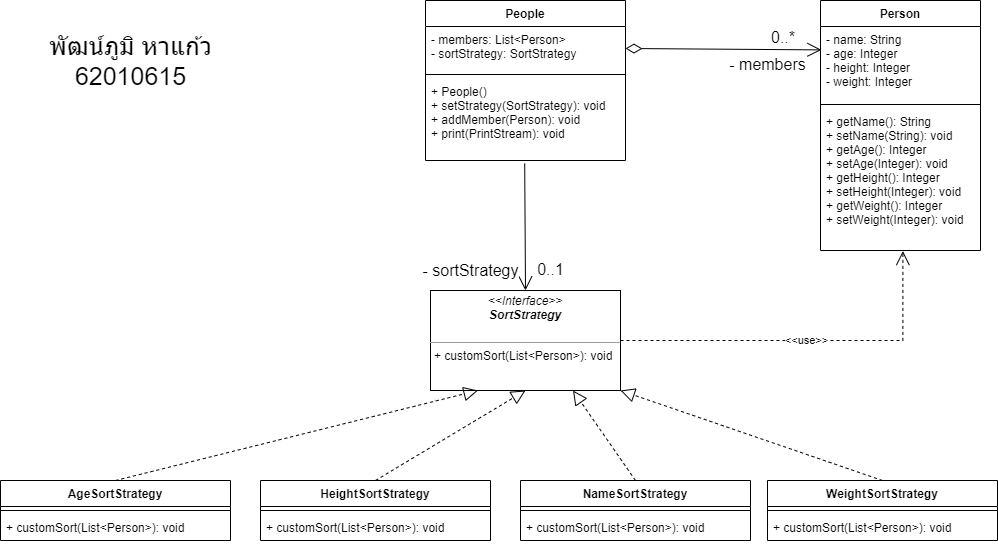 พัฒน์ภูมิ หาแก้ว
62010615
People
- members: List<Person>
- sortStrategy: SortStrategy
+ People()
+ setStrategy(SortStrategy): void
+ addMember(Person): void
+ print(PrintStream): void
0..*
- members
Person
- name: String
- age: Integer
- height: Integer
- weight: Integer
+ getName(): String
+ setName(String): void
+ getAge(): Integer
+ setAge(Integer): void
+ getHeight(): Integer
+ setHeight(Integer): void
+ getWeight(): Integer
+ setWeight(Integer): void
- sortStrategy
0..1
<<Interface>>
SortStrategy
+ customSort(List<Person>): void
<<use>>
AgeSortStrategy
+ customSort(List<Person>): void
HeightSortStrategy
+ customSort(List<Person>): void
NameSortStrategy
+ customSort(List<Person>): void
WeightSortStrategy
+ customSort(List<Person>): void